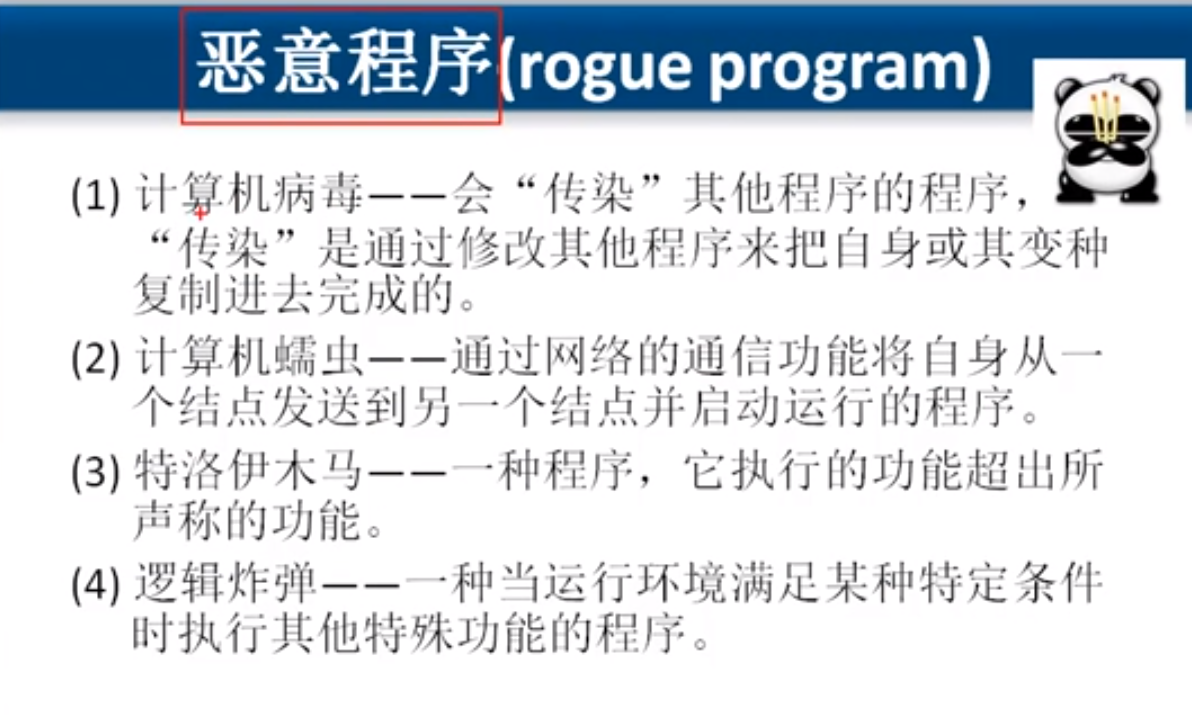 恶意程序(rogue program)
(1) 计算机病毒——会“传染”其他程序的程序，
“传染”是通过修改其他程序来把自身或其变种
复制进去完成的。
(2) 计算机蠕虫——通过网络的通信功能将自身从一
个结点发送到另一个结点并启动运行的程序。
(3) 特洛伊木马——一种程序，它执行的功能超出所
声称的功能。
(4) 逻辑炸弹——一种当运行环境满足某种特定条件
时执行其他特殊功能的程序。